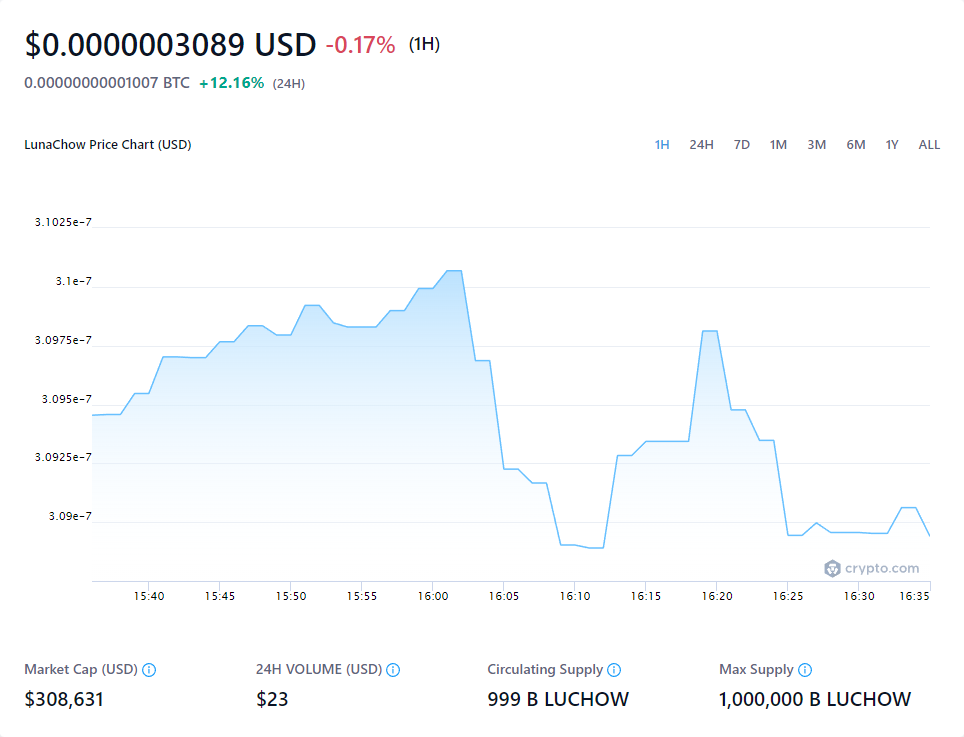 $0.0000003089 USD -0.17% (1H)
0.00000000001007 BTC +12.16% (24H)
LunaChow Price Chart (USD) 1H 24H 7D 1M 3M 6M 1Y ALL
3.1025e-7
3.1e-7
3.0975e-7
3.095e-7
3.0925e-7
3.09e-7
crypto.com
15:40 15:45 15:50 15:55 16:00 16:05 16:10 16:15 16:20 16:25 16:30 16:35
Market Cap (USD) 24H VOLUME (USD) Circulating Supply Max Supply
$308,631 $23 999 B LUCHOW 1,000,000 B LUCHOW